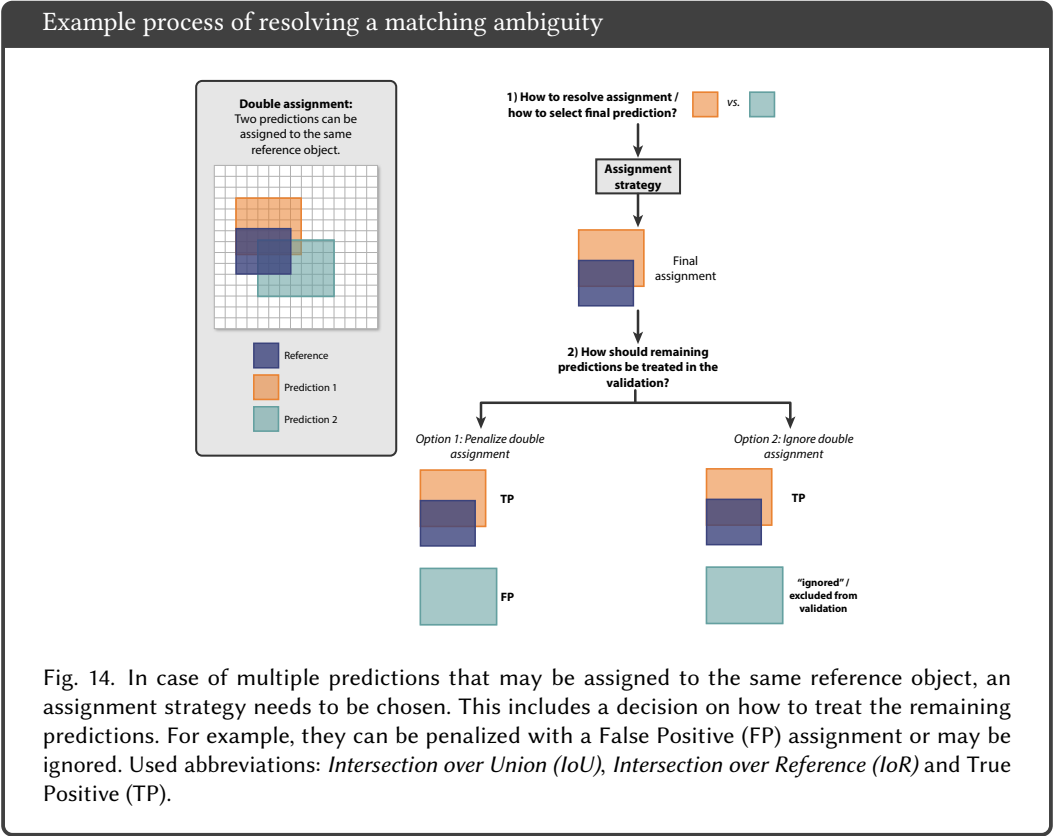 Example process of resolving a matching ambiguity
Double assignment:
Two predictions can be
assigned to the same
reference object.
Reference
Prediction 1
Prediction 2
1) How to resolve assignment /
how to select final prediction?
vs.
Assignment
strategy
Final
assignment
2) How should remaining
predictions be treated in the
validation?
Option 1: Penalize double
assignment
TP
FP
Option 2: Ignore double
assignment
TP
"ignored" /
excluded from
validation
Fig. 14. In case of multiple predictions that may be assigned to the same reference object, an
assignment strategy needs to be chosen. This includes a decision on how to treat the remaining
predictions. For example, they can be penalized with a False Positive (FP) assignment or may be
ignored. Used abbreviations: Intersection over Union (IoU), Intersection over Reference (IoR) and True
Positive (TP).